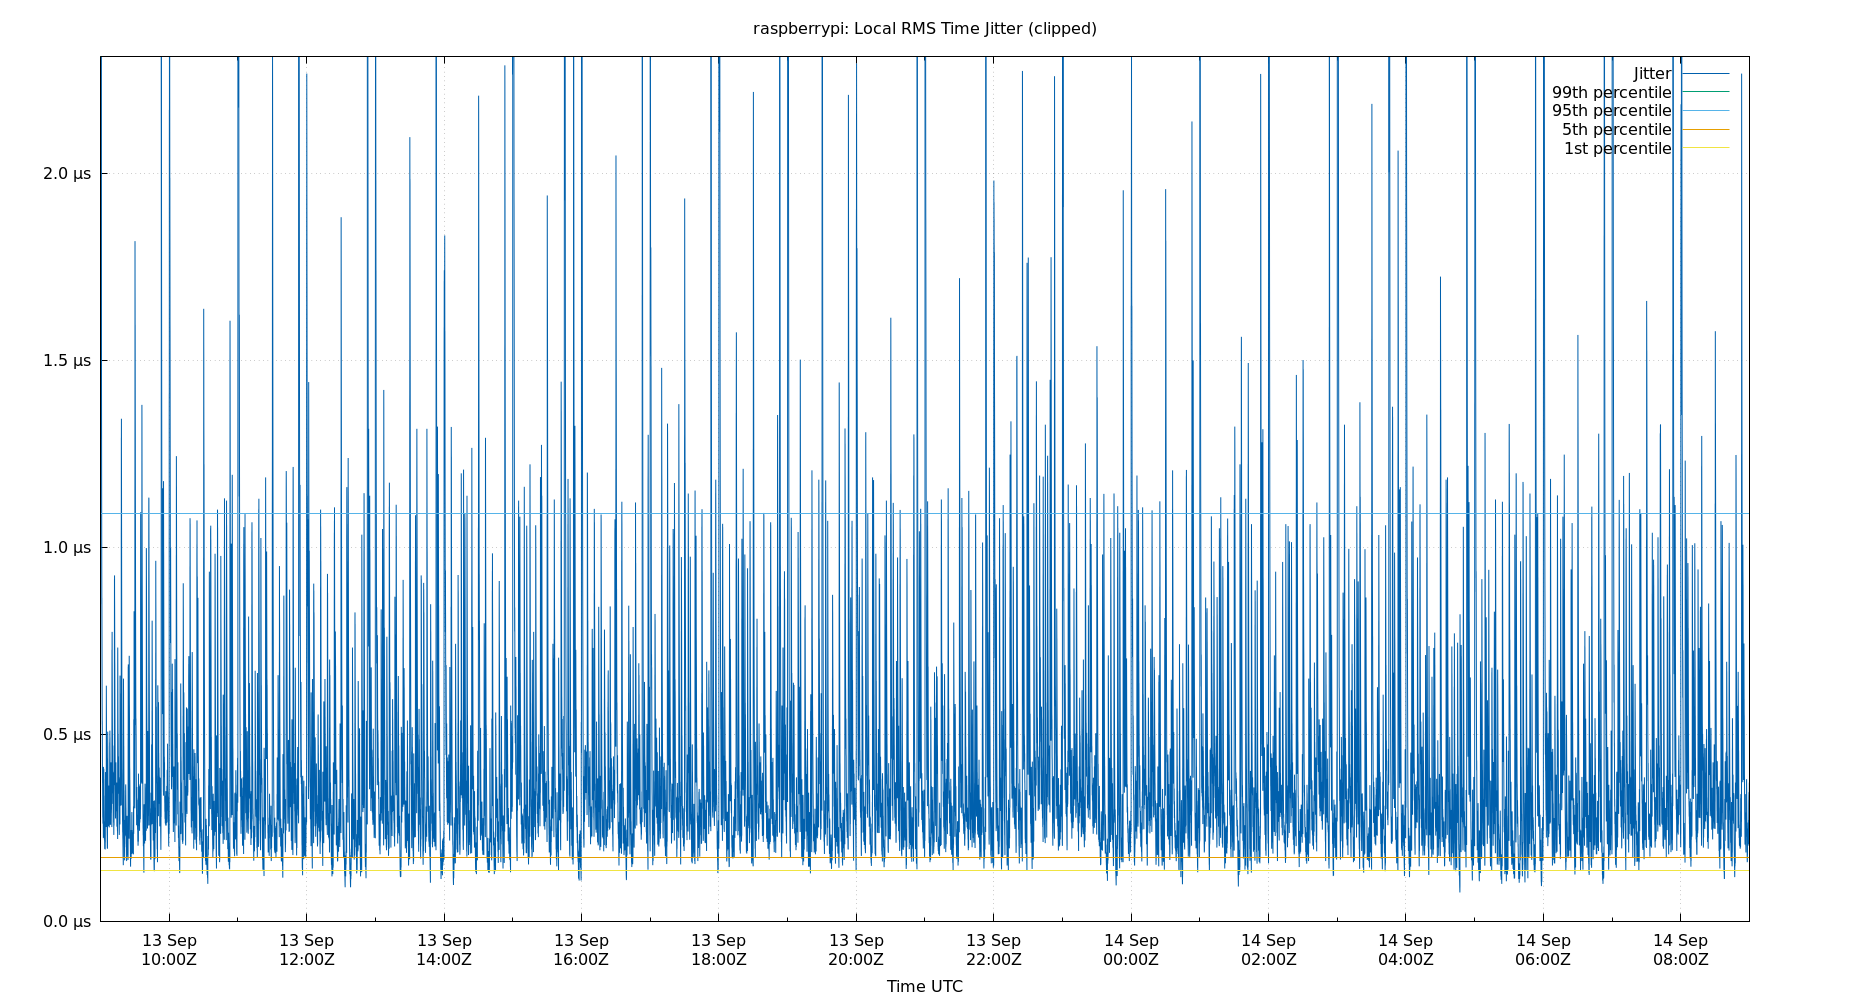 raspberrypi: Local RMS Time Jitter (clipped)
Jitter
99th percentile
95th percentile
5th percentile
1st percentile
2.0 µs
1.5 µs
1.0 µs
0.5 µs
0.0 µs
13 Sep 13 Sep 13 Sep 13 Sep 13 Sep 13 Sep 13 Sep 14 Sep 14 Sep 14 Sep 14 Sep 14 Sep
10:00Z 12:00Z 14:00Z 16:00Z 18:00Z 20:00Z 22:00Z 00:00Z 02:00Z 04:00Z 06:00Z 08:00Z
Time UTC